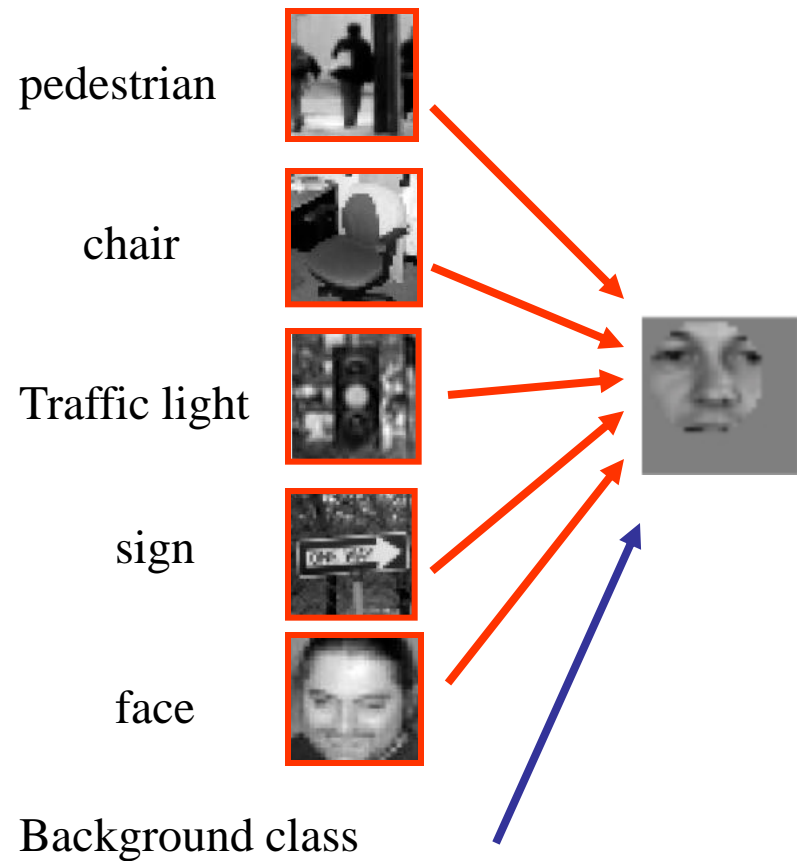 pedestrian
chair
Traffic light
sign
face
Background class